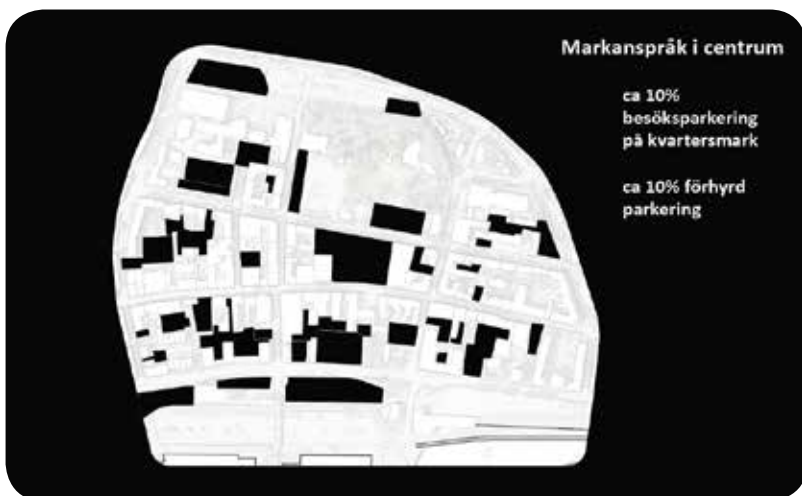 Markanspråk i centrum
ca 10%
besöksparkering
på kvartersmark
ca 10% förhyrd
parkering